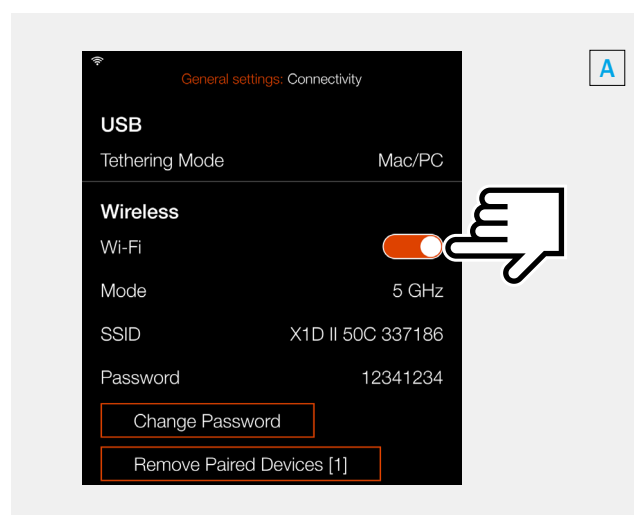 General settings: Connectivity
A
USB
Tethering Mode Mac/PC
Wireless
Wi-Fi
Mode 5 GHz
SSID X1D II 50C 337186
Password 12341234
Change Password
Remove Paired Devices [1]